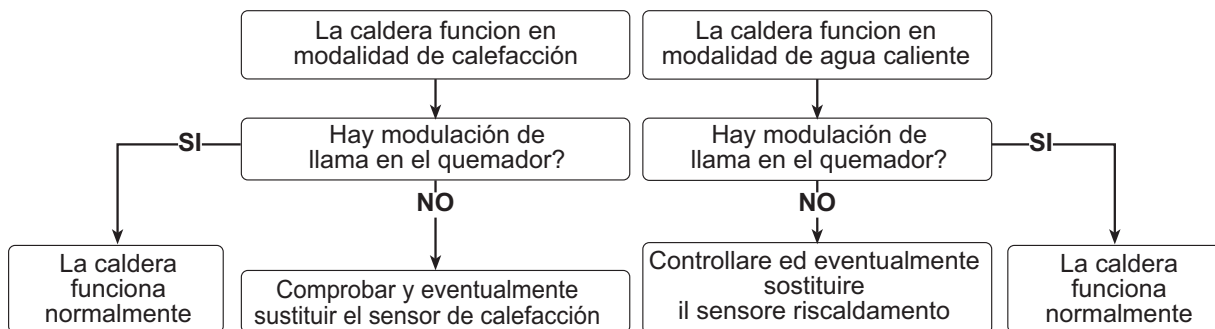 La caldera funcion en
modalidad de calefacción
La caldera funcion en
modalidad de agua caliente
Hay modulación de
llama en el quemador?
Hay modulación de
llama en el quemador?
SI
SI
NO
NO
La caldera
funciona
normalmente
Comprobar y eventualmente
sustituir el sensor de calefacción
Controllare ed eventualmente
sostituire
il sensore riscaldamento
La caldera
funciona
normalmente